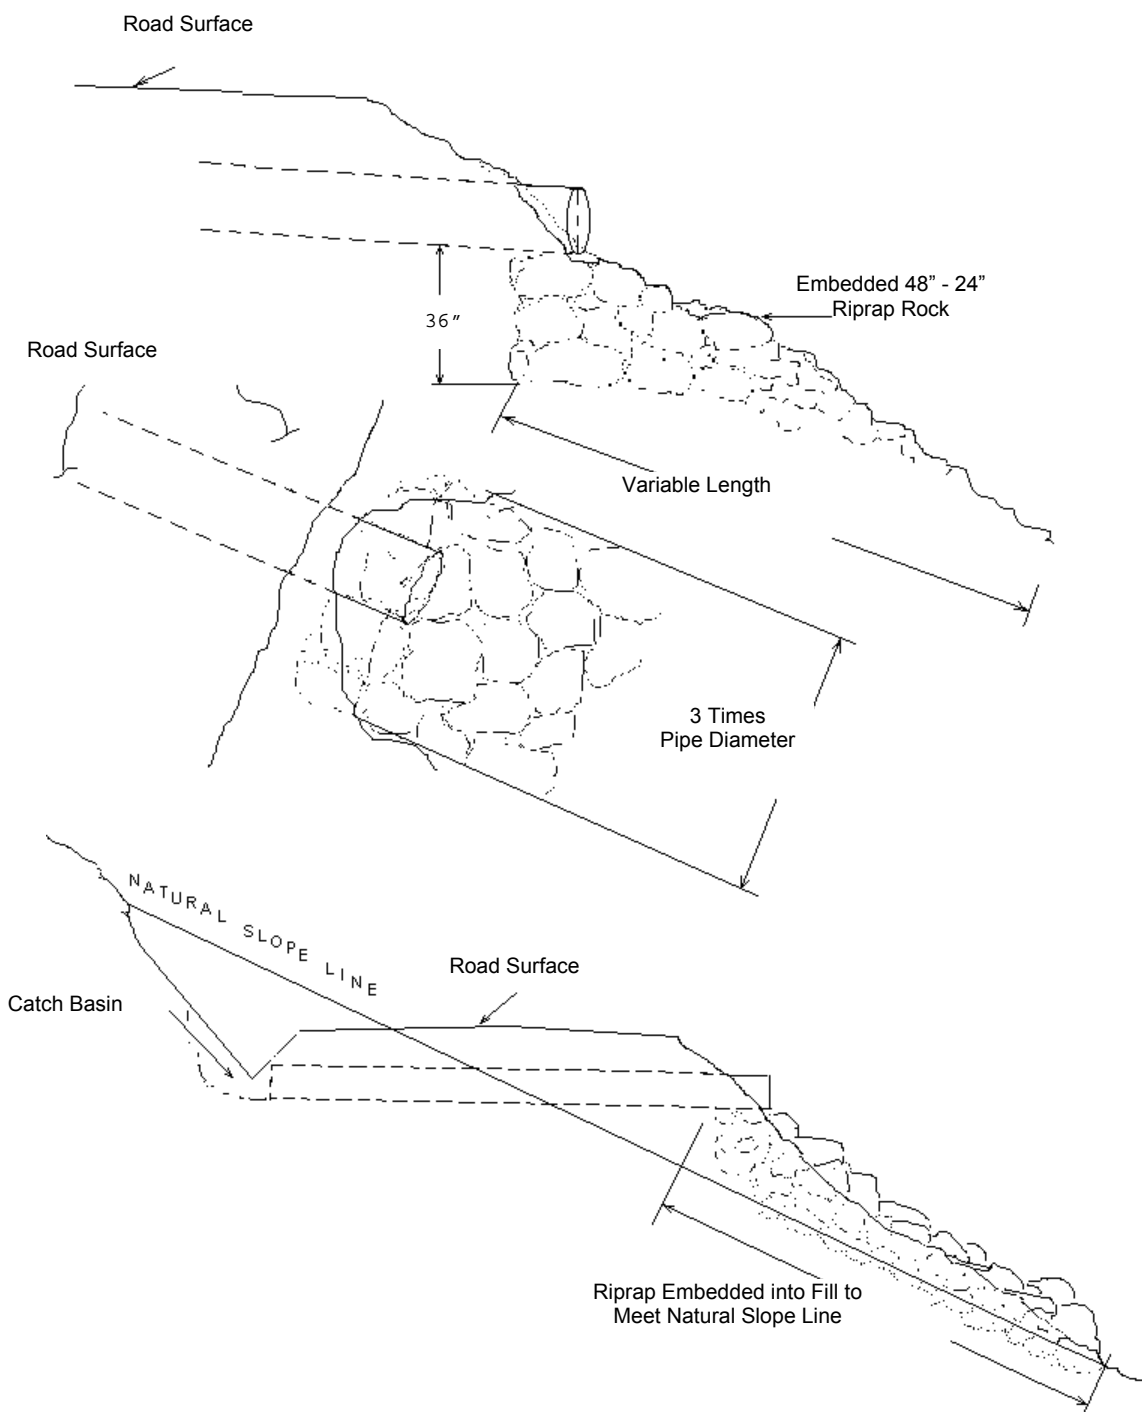 Road Surface
Embedded 48” - 24”
Riprap Rock
36”
Road Surface
Variable Length
3 Times
Pipe Diameter
NATURAL SLOPE LINE
Road Surface
Catch Basin
Riprap Embedded into Fill to
Meet Natural Slope Line